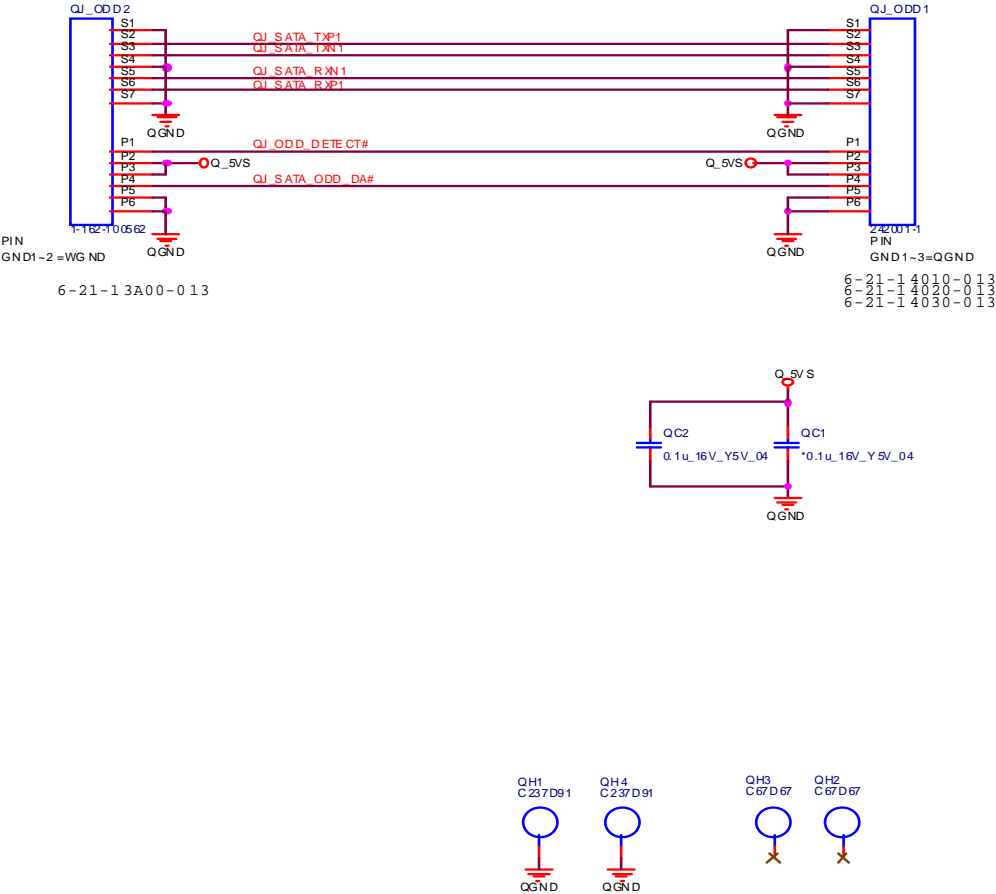 QJ_ODD2
S1
S2
S3
S4
S5
S6
S7
P1
P2
P3
P4
P5
P6
1-162-100562
PIN
GND1~2=WGND
6-21-13A00-013
QJ_SATA_TXP1
QJ_SATA_TXN1
QJ_SATA_RXN1
QJ_SATA_RXP1
QGND
QJ_ODD_DETECT#
Q_5VS
QJ_SATA_ODD_DA#
QGND
QJ_ODD1
S1
S2
S3
S4
S5
S6
S7
QGND
P1
P2
P3
P4
P5
P6
Q_5VS
QGND
242001-1
PIN
GND1~3=QGND
6-21-14010-013
6-21-14020-013
6-21-14030-013
Q_5VS
QC2
0.1u_16V_Y5V_04
QC1
*0.1u_16V_Y5V_04
QGND
QH1
C237D91
QGND
QH4
C237D91
QGND
QH3
C67D67
QH2
C67D67